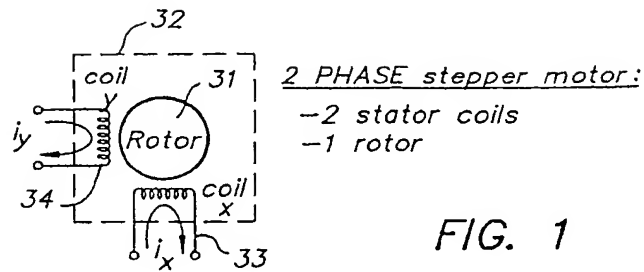 32
coil
y
31
Rotor
iy
34
coil
x
ix
33
2 PHASE stepper motor:
-2 stator coils
-1 rotor
FIG. 1